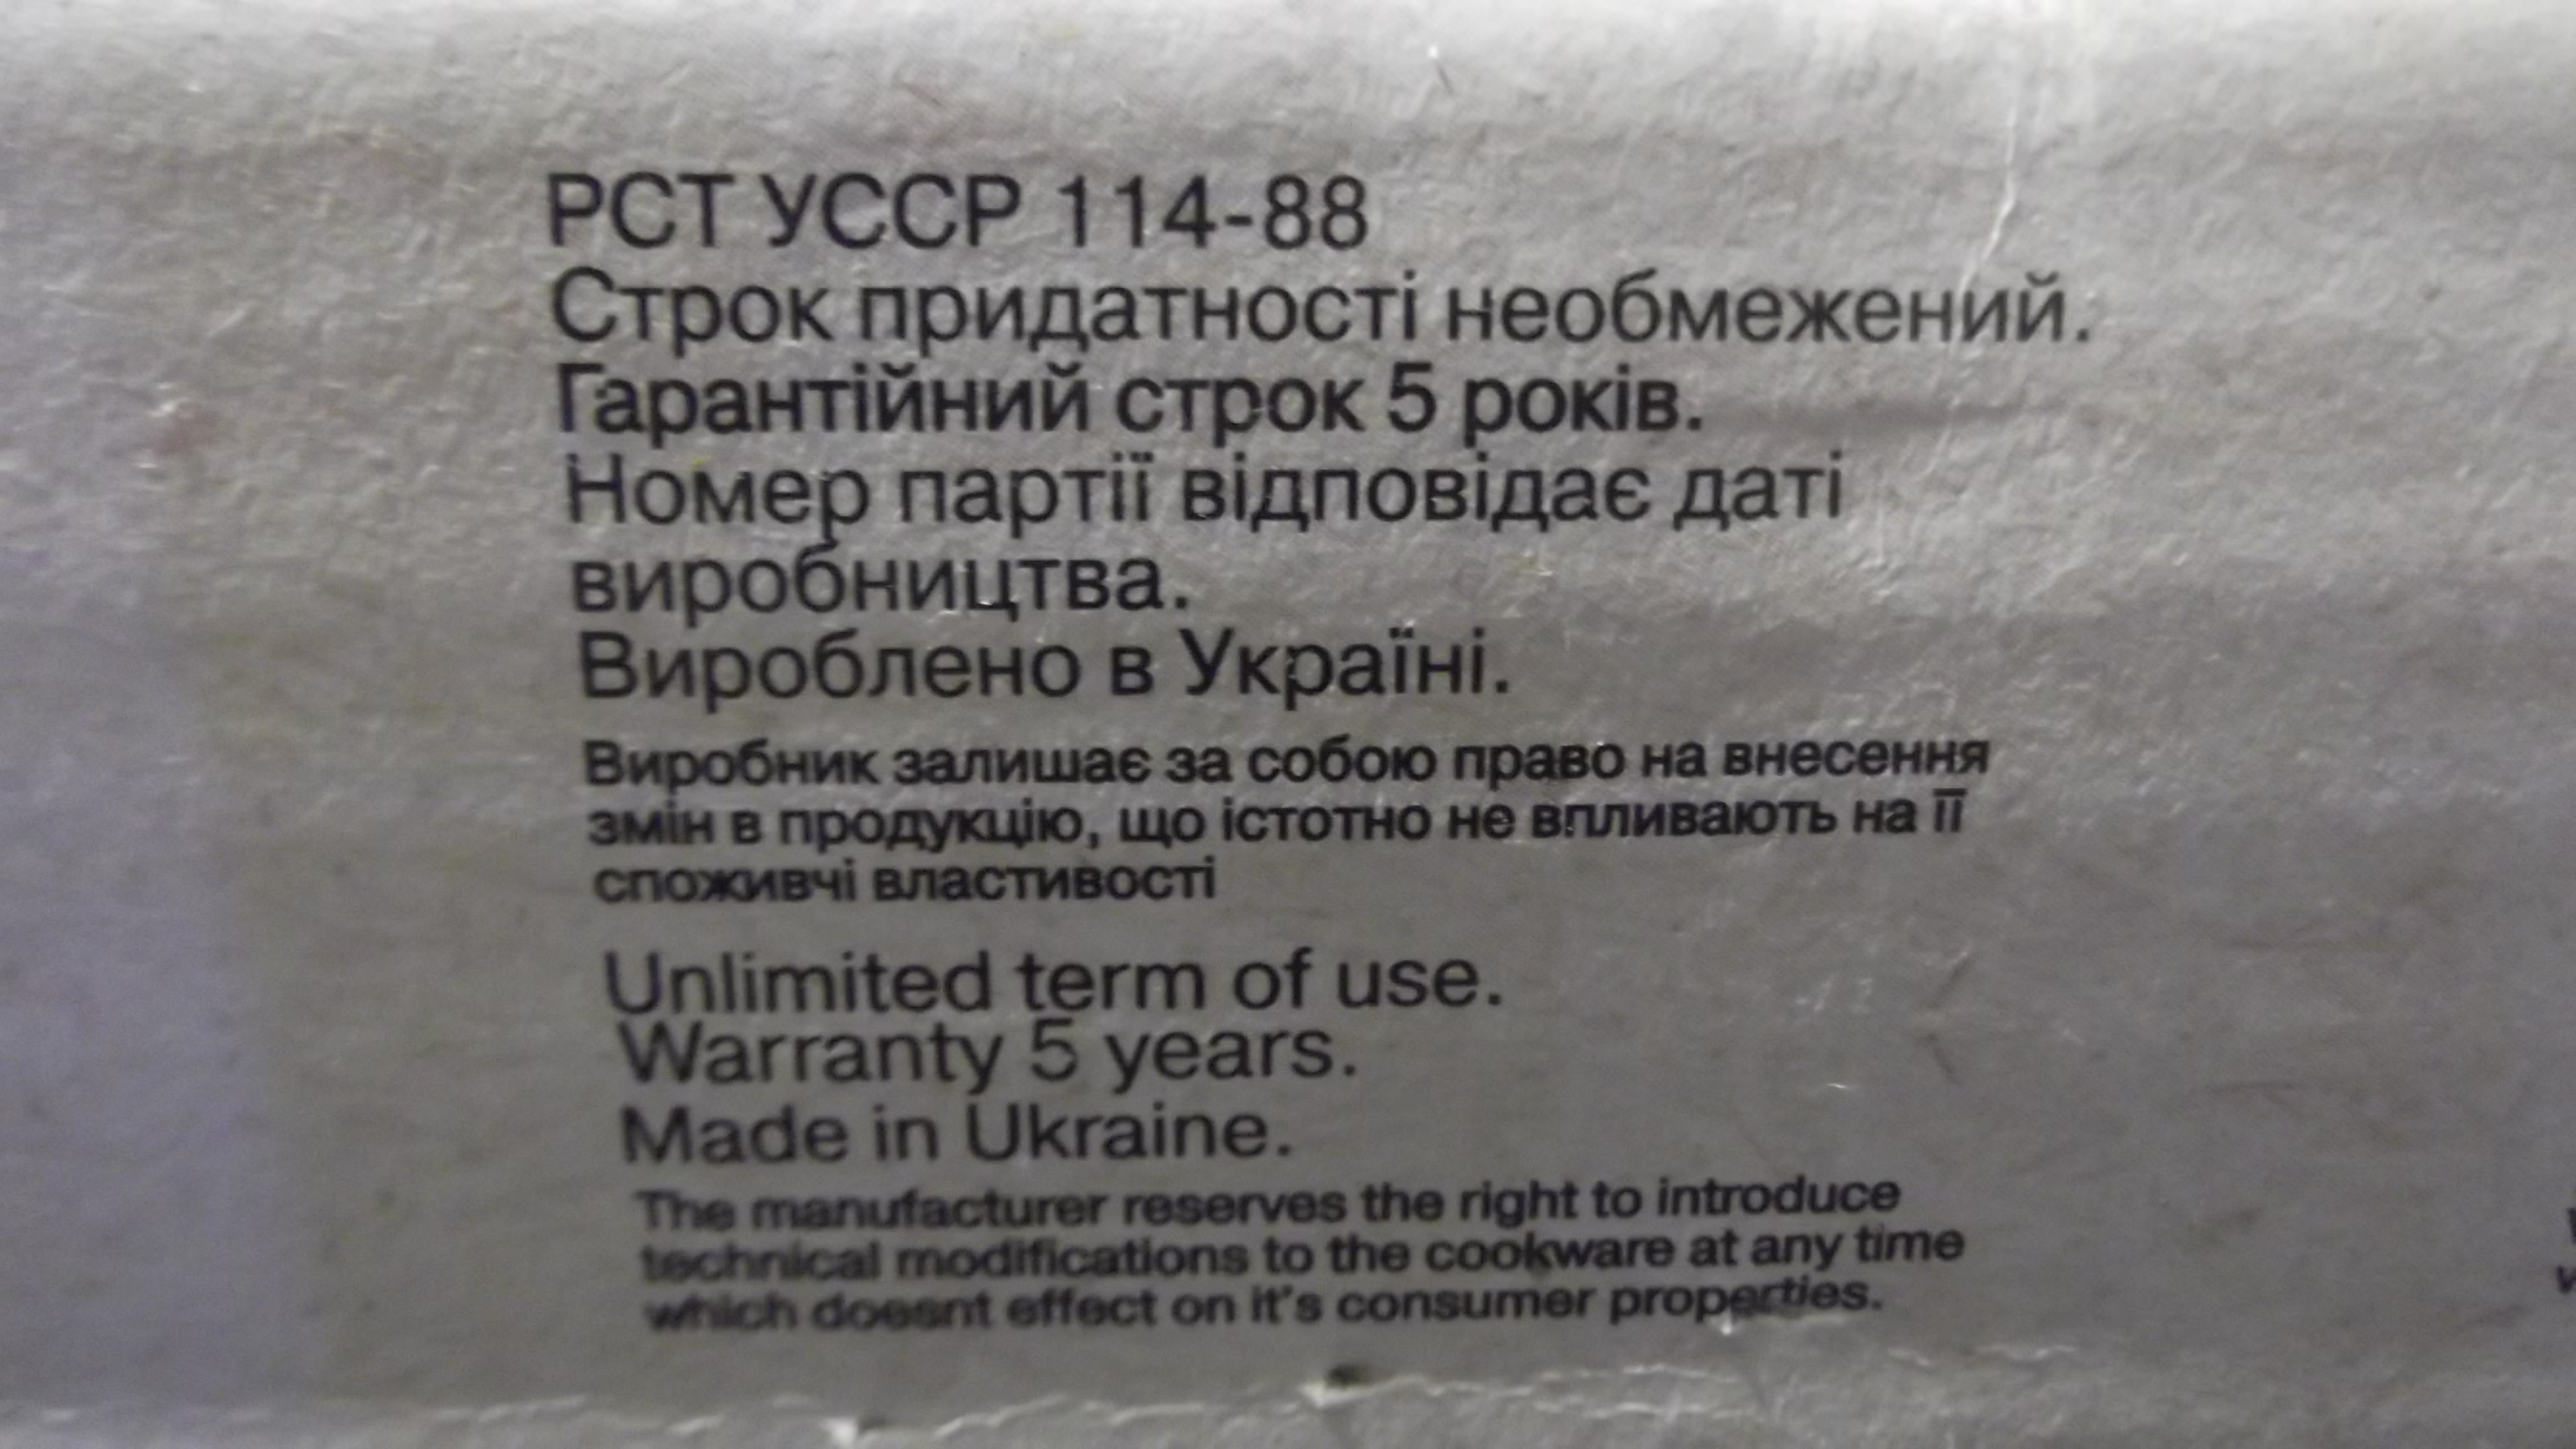 РСТ УССР 114-88
Строк придатності необмежений.
Гарантійний строк 5 років.
Номер партії відповідає даті
виробництва.
Вироблено в Україні.
Виробник залишає за собою право на внесення
змін в продукцію, що істотно не впливають на її
споживчі властивості
Unlimited term of use.
Warranty 5 years.
Made in Ukraine.
The manufacturer reserves the right to introduce
technical modifications to the cookware at any time
which doesnt effect on it's consumer properties.